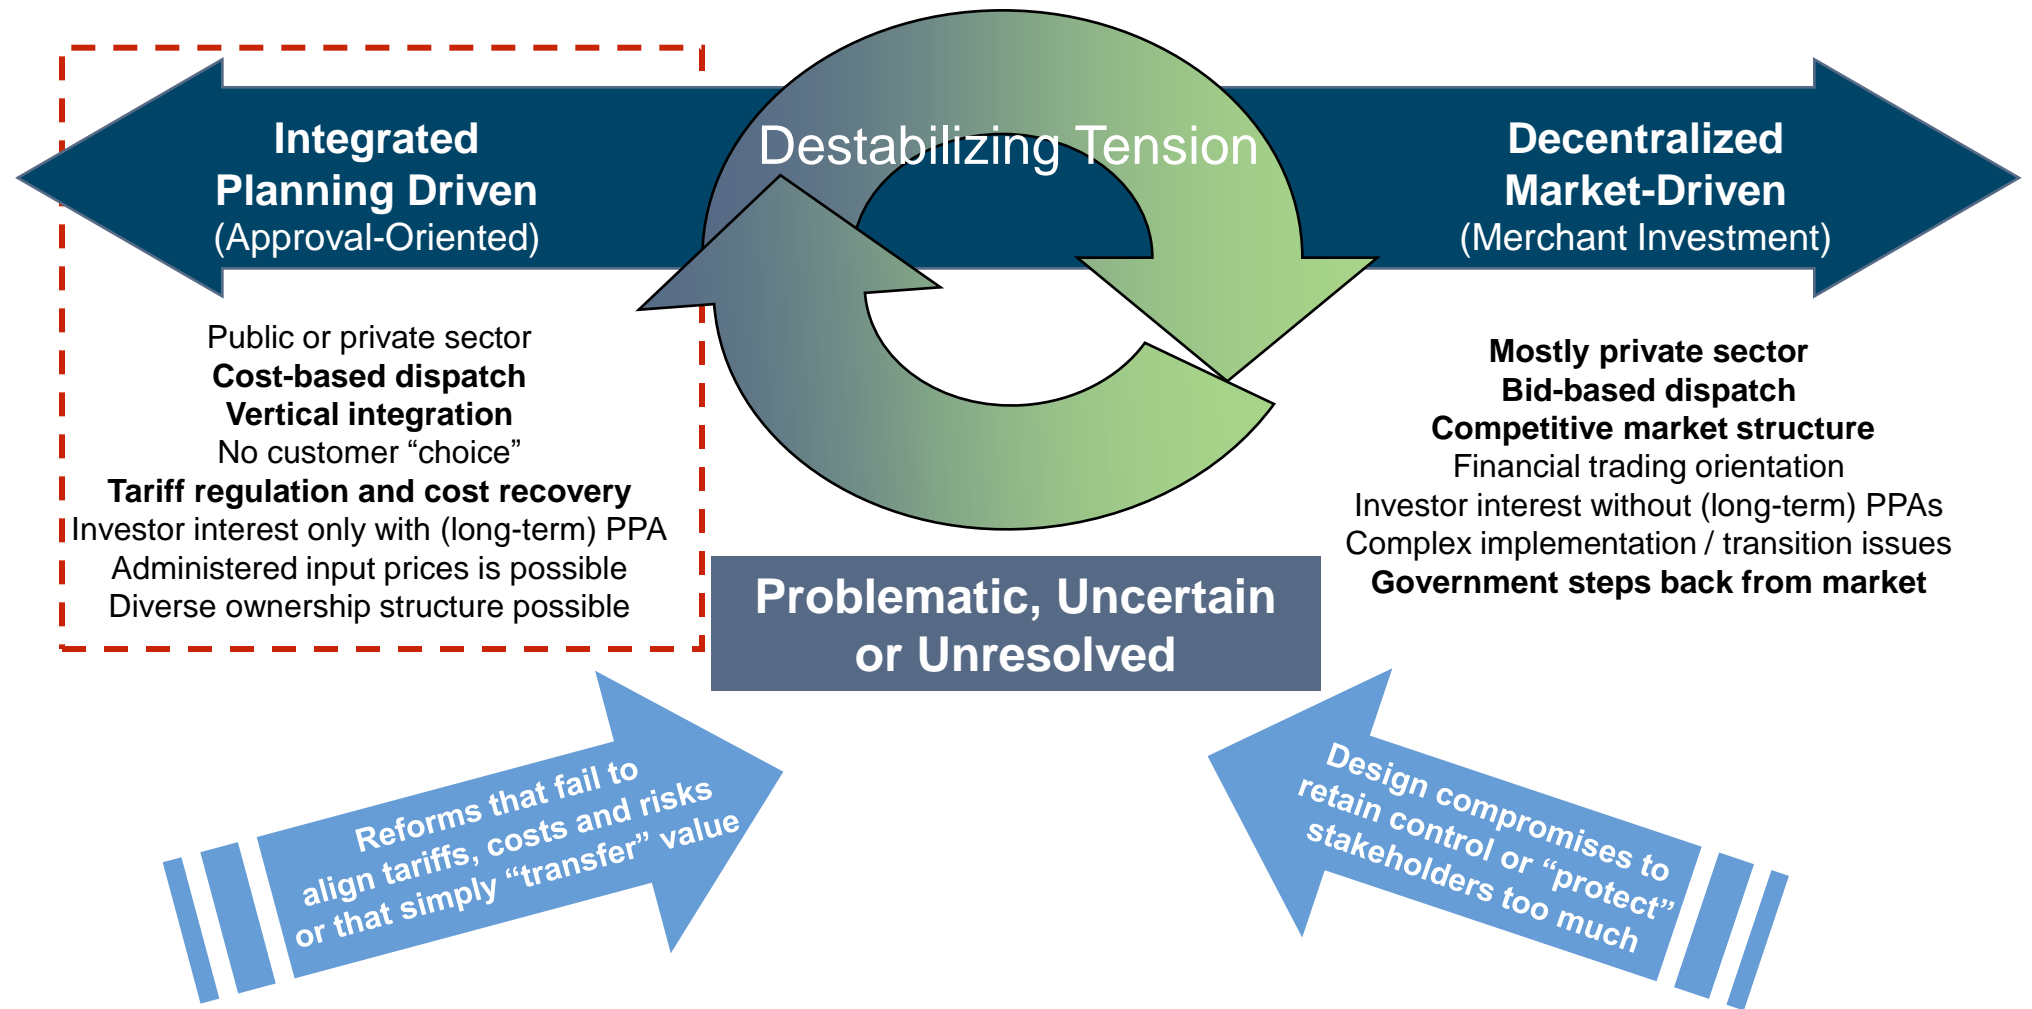 Integrated
Planning Driven
(Approval-Oriented)
Destabilizing Tension
Decentralized
Market-Driven
(Merchant Investment)
Public or private sector
Cost-based dispatch
Vertical integration
No customer “choice”
Tariff regulation and cost recovery
Investor interest only with (long-term) PPA
Administered input prices is possible
Diverse ownership structure possible
Mostly private sector
Bid-based dispatch
Competitive market structure
Financial trading orientation
Investor interest without (long-term) PPAs
Complex implementation / transition issues
Government steps back from market
Problematic, Uncertain
or Unresolved
Reforms that fail to
align tariffs, costs and risks
or that simply “transfer” value
Design compromises to
retain control or “protect”
stakeholders too much